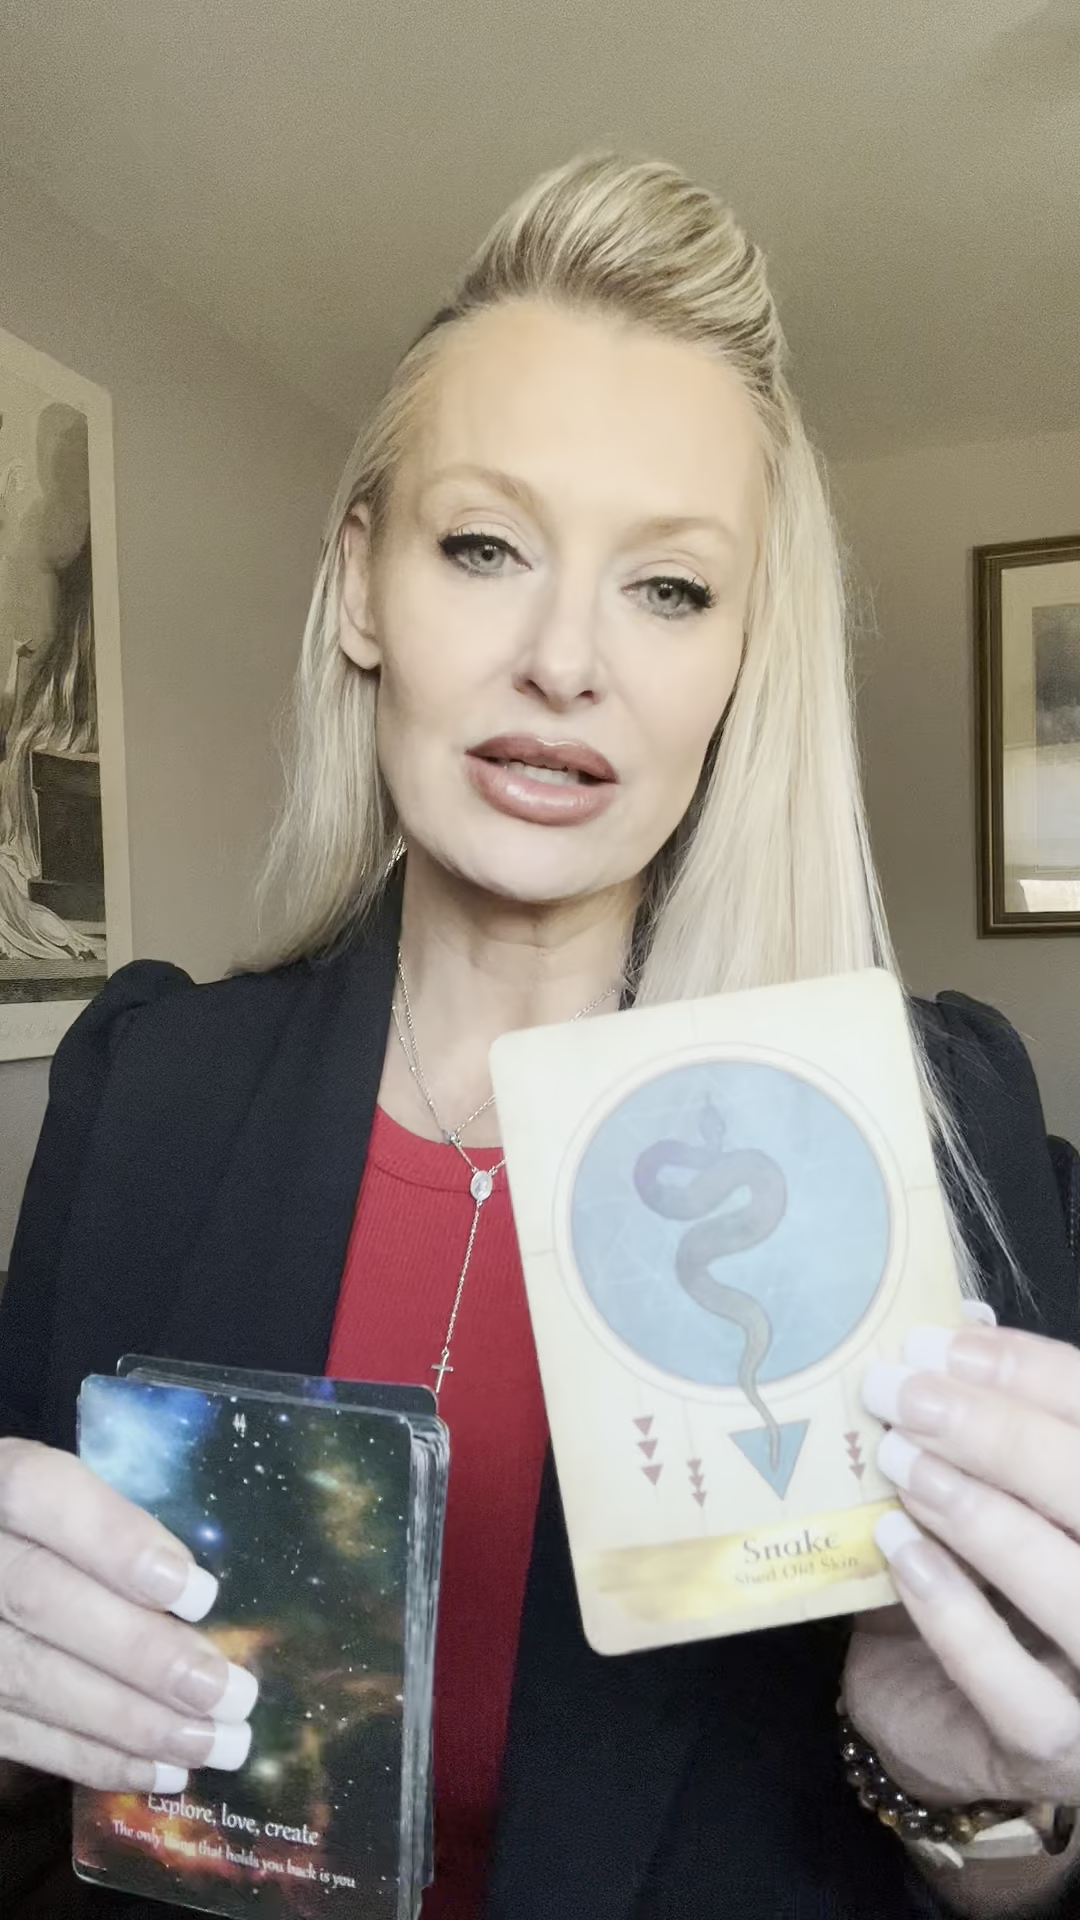 44
Snake
Shed Old Skin
Explore, love, create
The only thing that holds you back is you